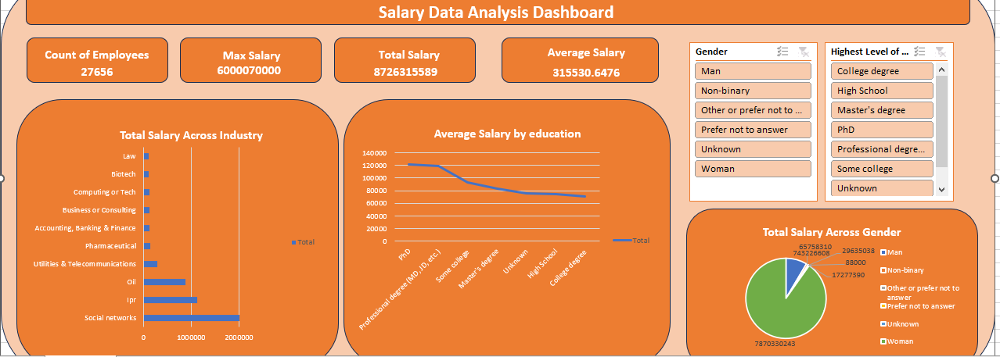 Salary Data Analysis Dashboard
Count of Employees
27656
Max Salary
6000070000
Total Salary
8726315589
Average Salary
315530.6476
Gender
Man
Non-binary
Other or prefer not to ...
Prefer not to answer
Unknown
Woman
Highest Level of ...
College degree
High School
Master's degree
PhD
Professional degre...
Some college
Unknown
Total Salary Across Industry
Law
Biotech
Computing or Tech
Business or Consulting
Accounting, Banking & Finance
Pharmaceutical
Utilities & Telecommunications
Oil
Ipr
Social networks
0
1000000
2000000
Total
Average Salary by education
140000
120000
100000
80000
60000
40000
20000
0
PhD
Professional degree (MD, JD, etc.)
Some college
Master's degree
Unknown
High School
College degree
Total
Total Salary Across Gender
65758310
743226608
29635038
88000
17277390
7870330243
Man
Non-binary
Other or prefer not to
answer
Prefer not to answer
Unknown
Woman